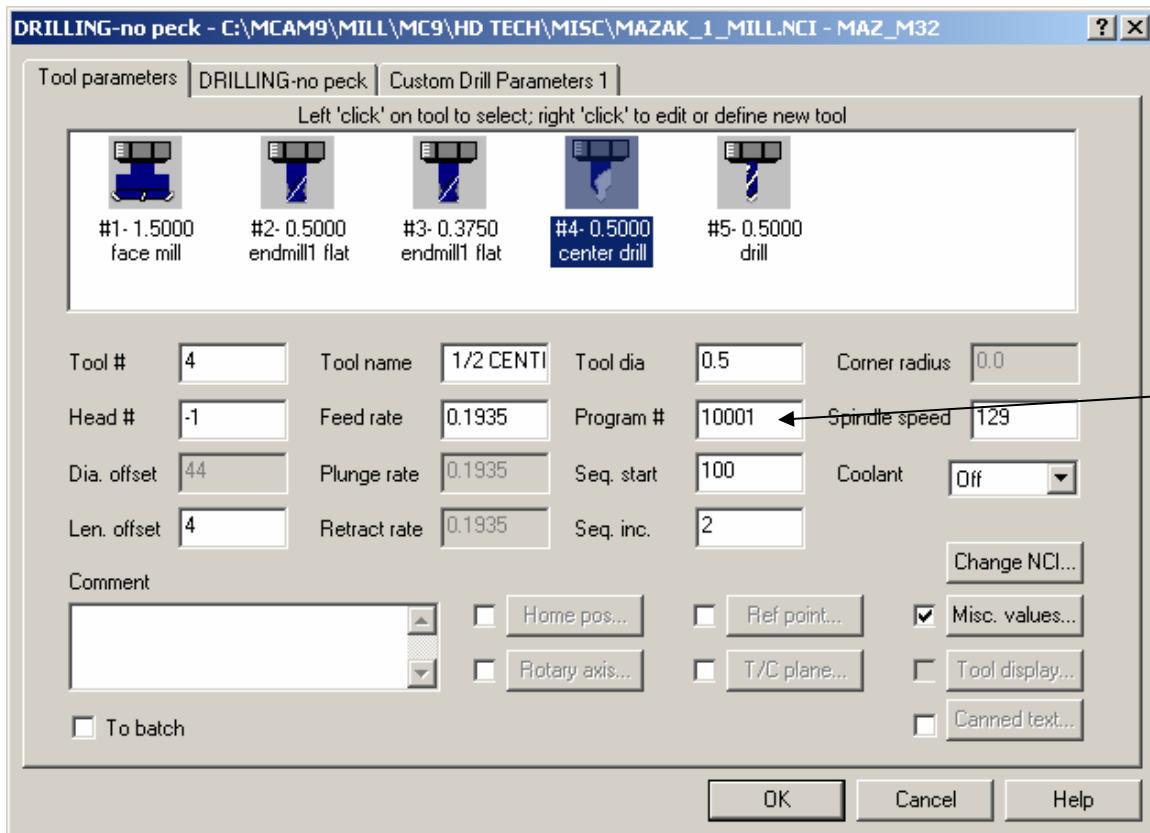 DRILLING-no peck - C:\MCAM9\MILL\MC9\HD TECH\MISC\MAZAK_1_MILL.NCI - MAZ_M32
Tool parameters DRILLING-no peck Custom Drill Parameters 1
Left 'click' on tool to select; right 'click' to edit or define new tool
#1- 1.5000 #2- 0.5000 #3- 0.3750 #4- 0.5000 #5- 0.5000
face mill endmill1 flat endmill1 flat center drill drill
Tool # 4 Tool name 1/2 CENTI Tool dia 0.5 Corner radius 0.0
Head # -1 Feed rate 0.1935 Program # 10001 Spindle speed 129
Dia. offset 44 Plunge rate 0.1935 Seq. start 100 Coolant Off
Len. offset 4 Retract rate 0.1935 Seq. inc. 2
Change NCI...
Comment
Home pos... Ref point... Misc. values...
Rotary axis... T/C plane... Tool display...
To batch Canned text...
OK Cancel Help